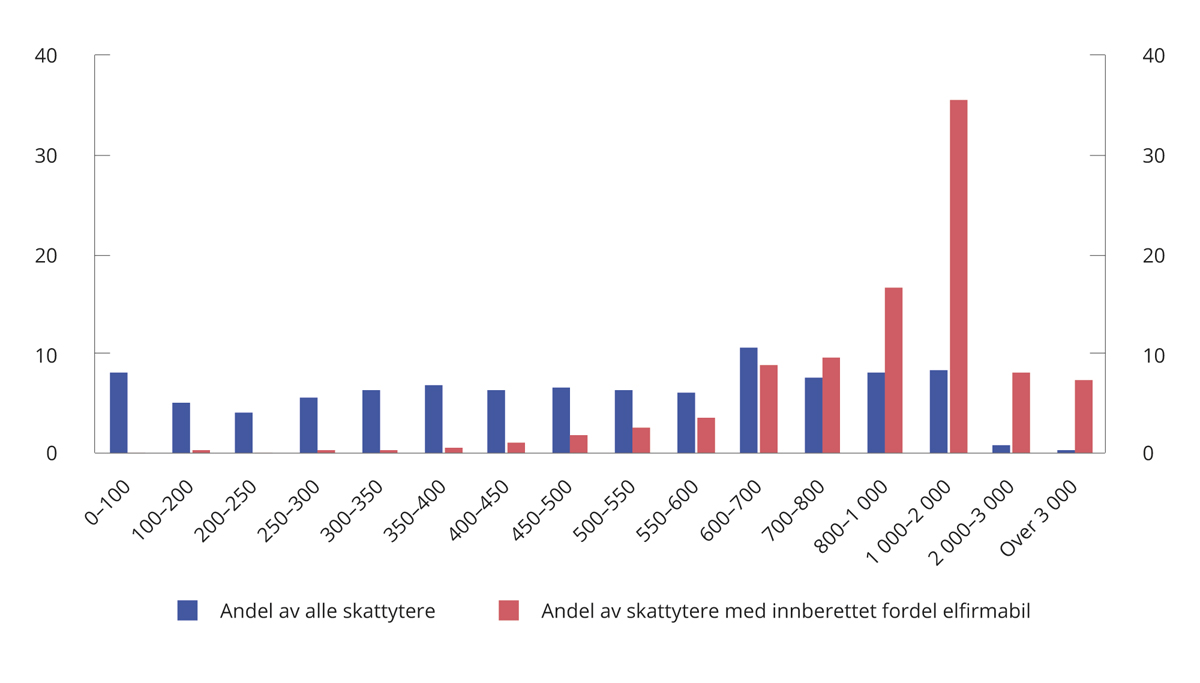 40 40
30 30
20 20
10 10
0 0
0–100 100–200 200–250 250–300 300–350 350–400 400–450 450–500 500–550 550–600 600–700 700–800 800–1 000 1 000–2 000 2 000–3 000 Over 3 000
Andel av alle skattytere Andel av skattytere med innberettet fordel elfirmabil